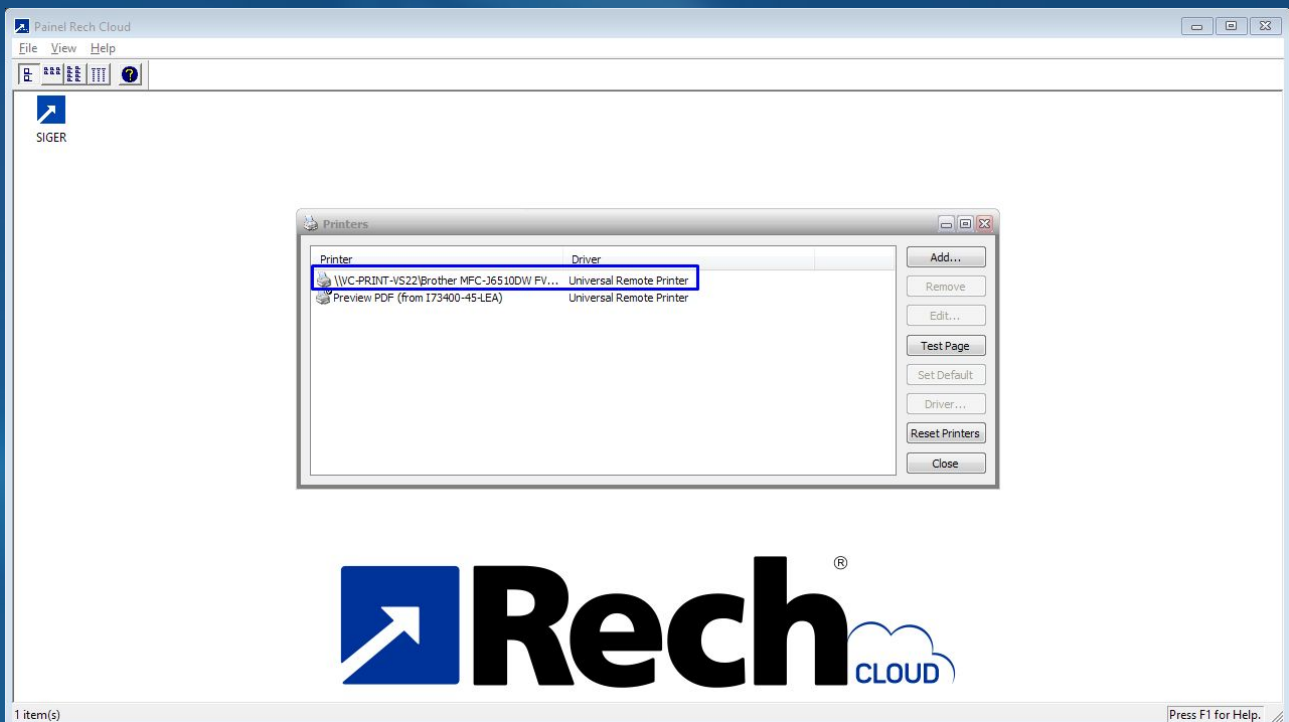 Painel Rech Cloud
File View Help
SIGER
Printers
Printer Driver
\\VC-PRINT-VS22\Brother MFC-J6510DW FV... Universal Remote Printer
Preview PDF (from I73400-45-LEA) Universal Remote Printer
Add...
Remove
Edit...
Test Page
Set Default
Driver...
Reset Printers
Close
Rech®
CLOUD
1 item(s) Press F1 for Help.